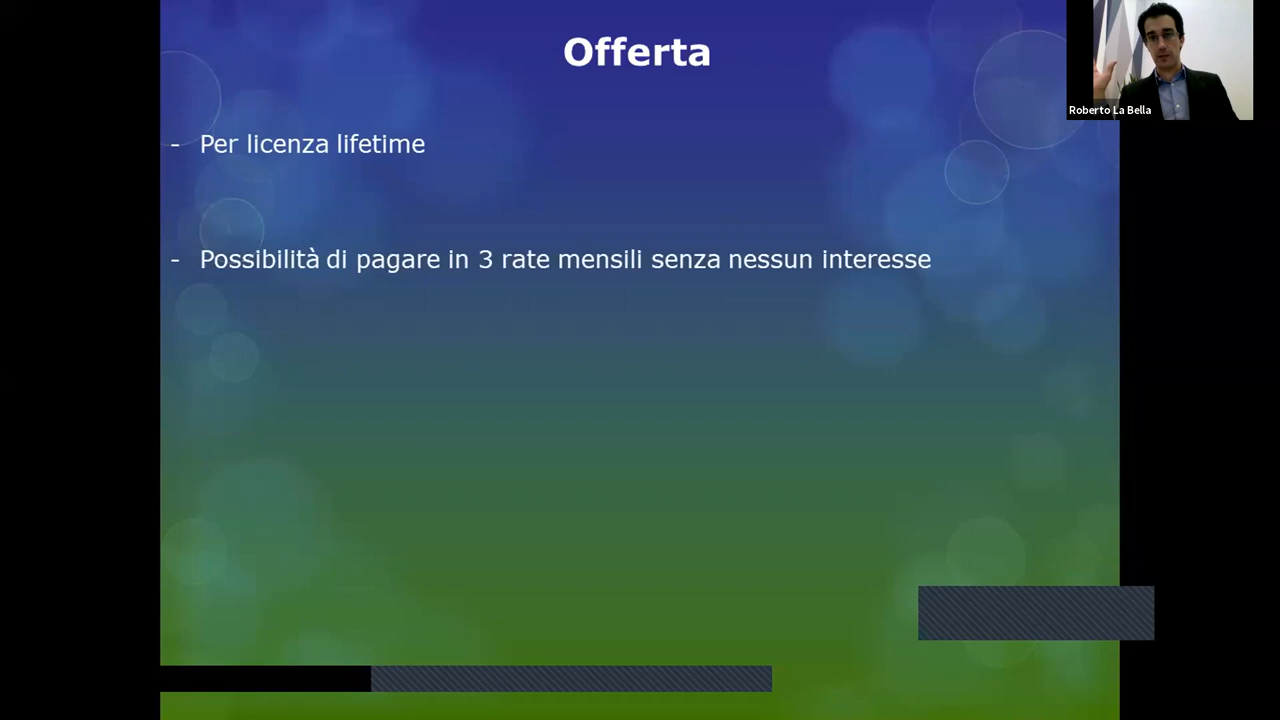 Offerta
Roberto La Bella
- Per licenza lifetime
- Possibilità di pagare in 3 rate mensili senza nessun interesse